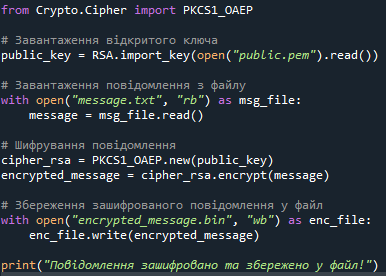 from Crypto.Cipher import PKCS1_OAEP
# Завантаження відкритого ключа
public_key = RSA.import_key(open("public.pem").read())
# Завантаження повідомлення з файлу
with open("message.txt", "rb") as msg_file:
    message = msg_file.read()
# Шифрування повідомлення
cipher_rsa = PKCS1_OAEP.new(public_key)
encrypted_message = cipher_rsa.encrypt(message)
# Збереження зашифрованого повідомлення у файл
with open("encrypted_message.bin", "wb") as enc_file:
    enc_file.write(encrypted_message)
print("Повідомлення зашифровано та збережено у файл!")